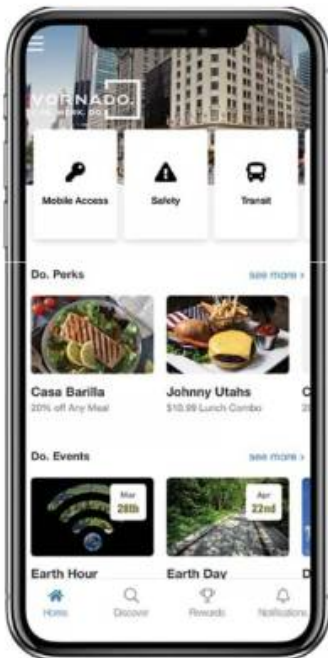 VORNADO.
Mobile Access
Safety
Transit
Do. Perks
see more ›
Casa Barilla
20% off Any Meal
Johnny Utahs
$10.99 Lunch Combo
C
Do. Events
see more ›
Mar
28th
Apr
22nd
Earth Hour
Earth Day
D
Home
Discover
Rewards
Notifications